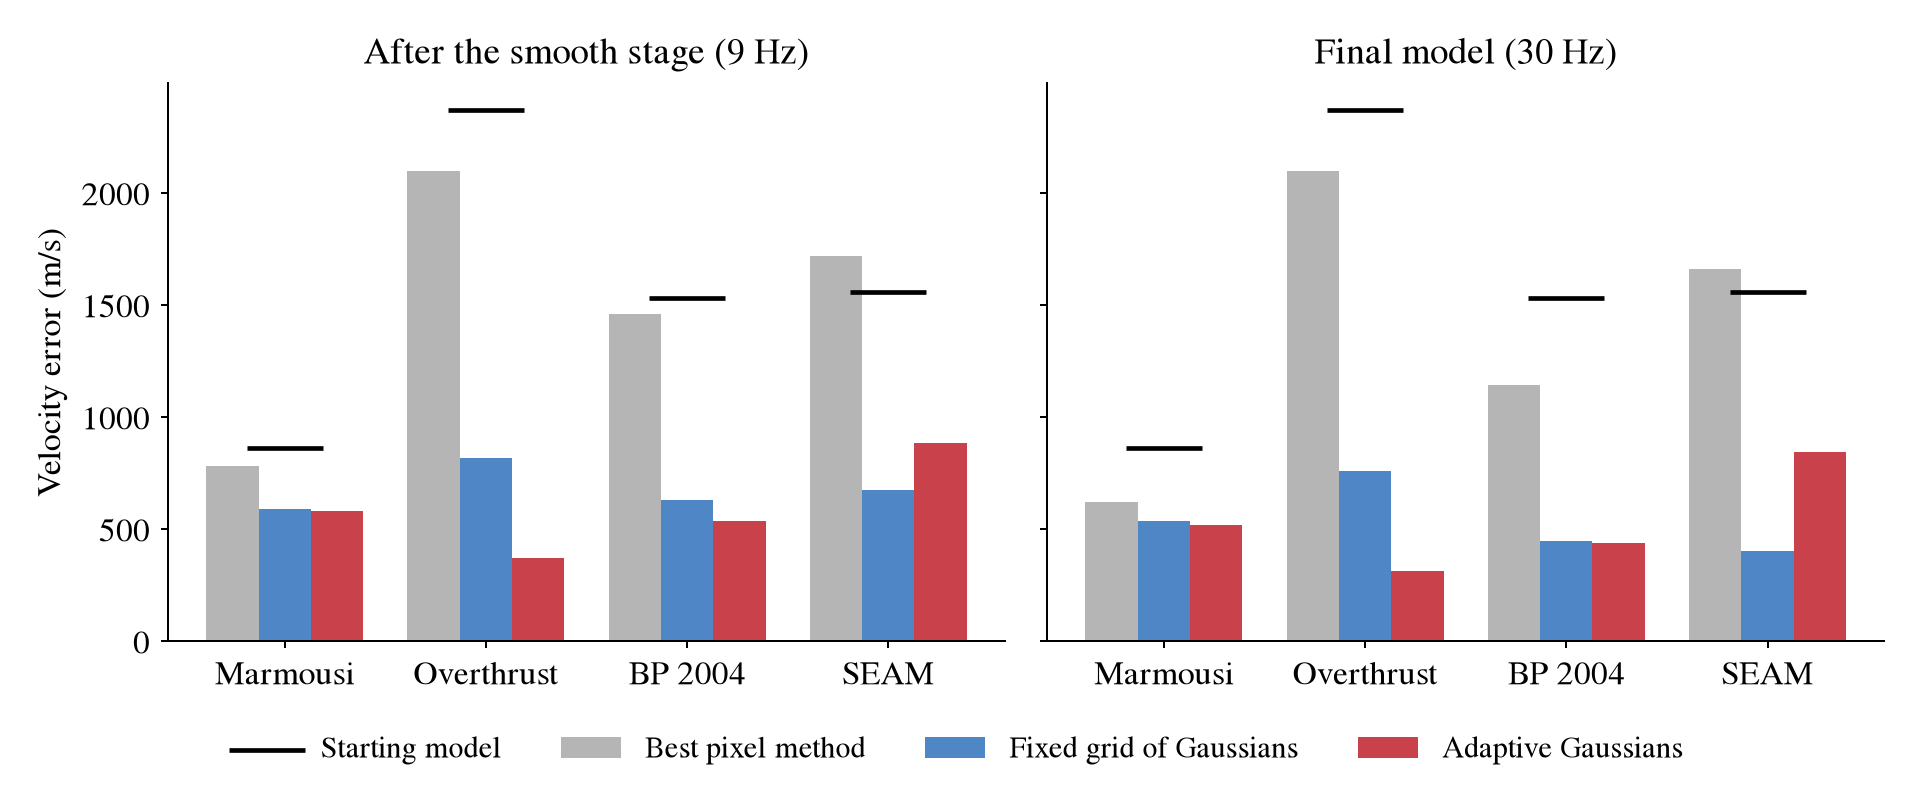 After the smooth stage (9 Hz)
Final model (30 Hz)
Velocity error (m/s)
2000
1500
1000
500
0
Marmousi
Overthrust
BP 2004
SEAM
Marmousi
Overthrust
BP 2004
SEAM
Starting model
Best pixel method
Fixed grid of Gaussians
Adaptive Gaussians